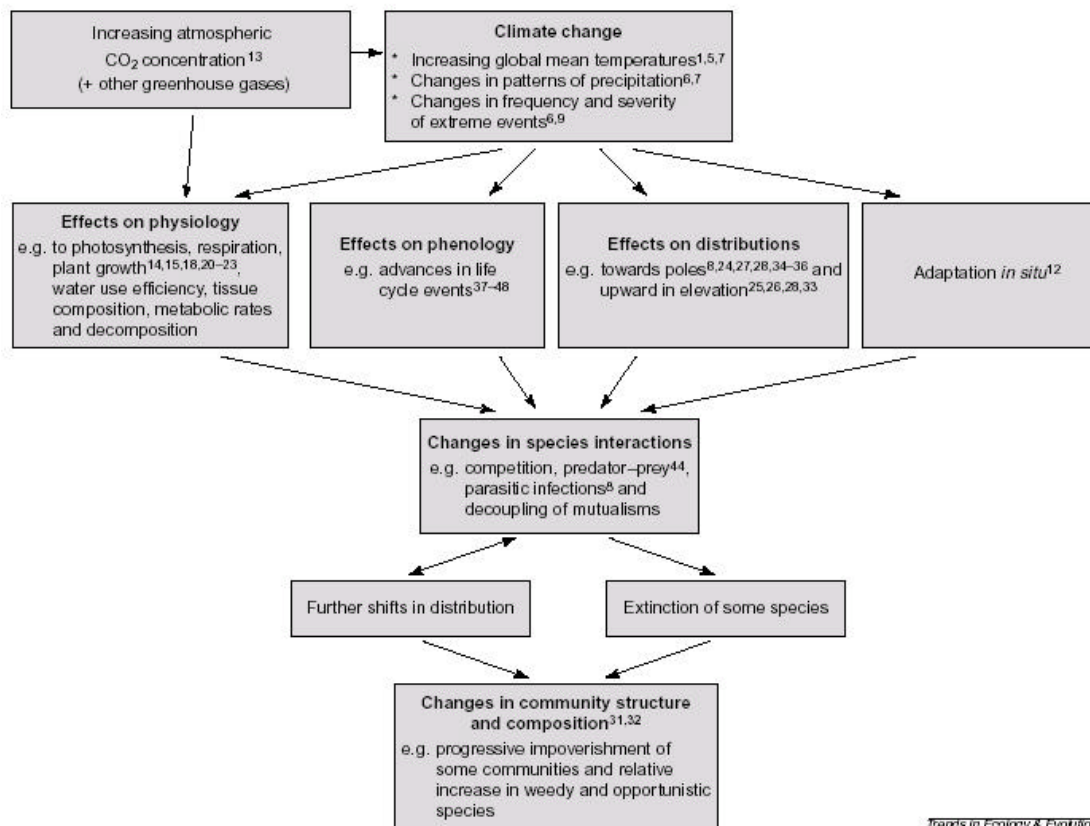 Increasing atmospheric
CO₂ concentration¹³
(+ other greenhouse gases)
Climate change
* Increasing global mean temperatures¹,⁵,⁷
* Changes in patterns of precipitation⁶,⁷
* Changes in frequency and severity
of extreme events⁶,⁹
Effects on physiology
e.g. to photosynthesis, respiration,
plant growth¹⁴,¹⁵,¹⁸,²⁰⁻²³,
water use efficiency, tissue
composition, metabolic rates
and decomposition
Effects on phenology
e.g. advances in life
cycle events³⁷⁻⁴⁸
Effects on distributions
e.g. towards poles⁸,²⁴,²⁷,²⁸,³⁴⁻³⁶ and
upward in elevation²⁵,²⁶,²⁸,³³
Adaptation in situ¹²
Changes in species interactions
e.g. competition, predator–prey⁴⁴,
parasitic infections⁸ and
decoupling of mutualisms
Further shifts in distribution
Extinction of some species
Changes in community structure
and composition³¹,³²
e.g. progressive impoverishment of
some communities and relative
increase in weedy and opportunistic
species
Trends in Ecology & Evolution